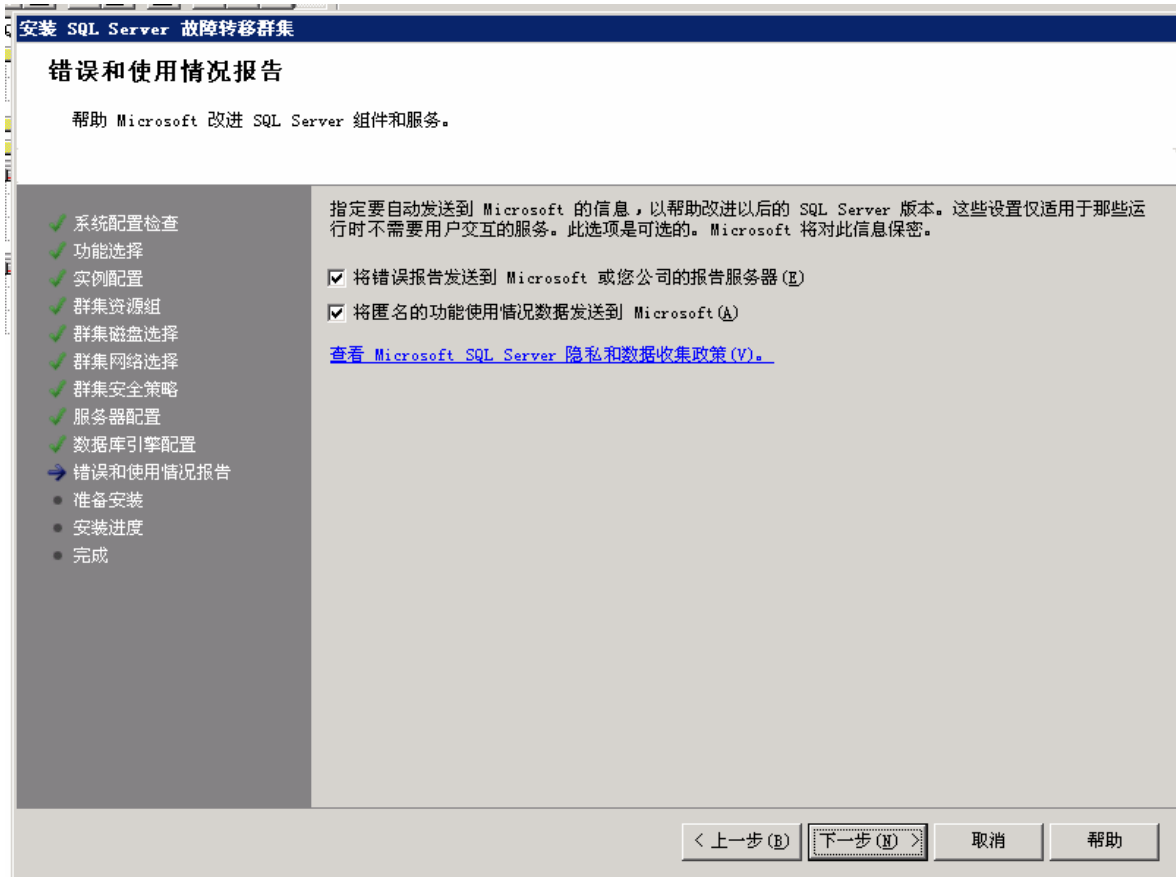 安装 SQL Server 故障转移群集
错误和使用情况报告
帮助 Microsoft 改进 SQL Server 组件和服务。
系统配置检查
功能选择
实例配置
群集资源组
群集磁盘选择
群集网络选择
群集安全策略
服务器配置
数据库引擎配置
错误和使用情况报告
准备安装
安装进度
完成
指定要自动发送到 Microsoft 的信息，以帮助改进以后的 SQL Server 版本。这些设置仅适用于那些运
行时不需要用户交互的服务。此选项是可选的。Microsoft 将对此信息保密。
将错误报告发送到 Microsoft 或您公司的报告服务器(E)
将匿名的功能使用情况数据发送到 Microsoft(A)
查看 Microsoft SQL Server 隐私和数据收集政策(V)。
< 上一步(B) 下一步(N) > 取消 帮助